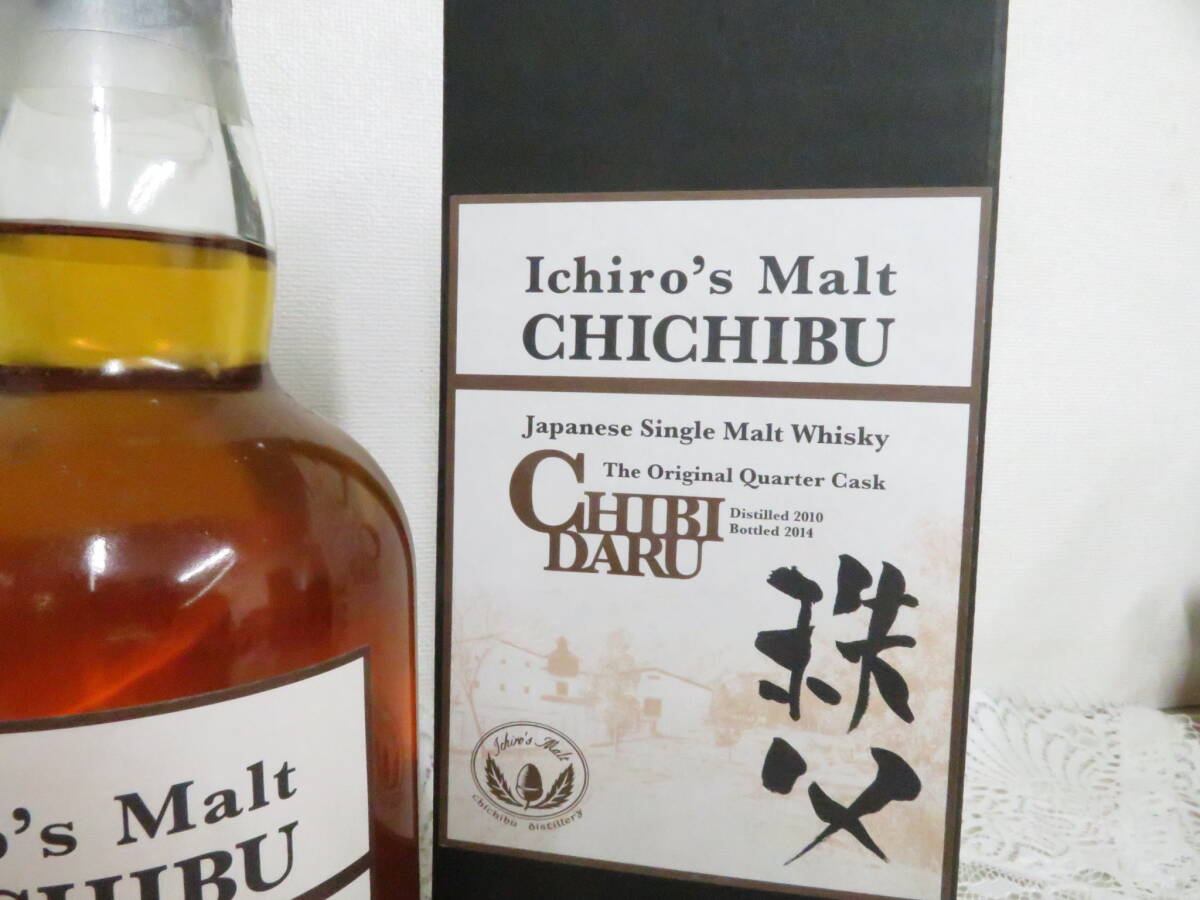 Ichiro's Malt
CHICHIBU
Japanese Single Malt Whisky
The Original Quarter Cask
CHIBI
DARU
Distilled 2010
Bottled 2014
秩父
Ichiro's Malt
chichibu distillery
o's Malt
CHIBU